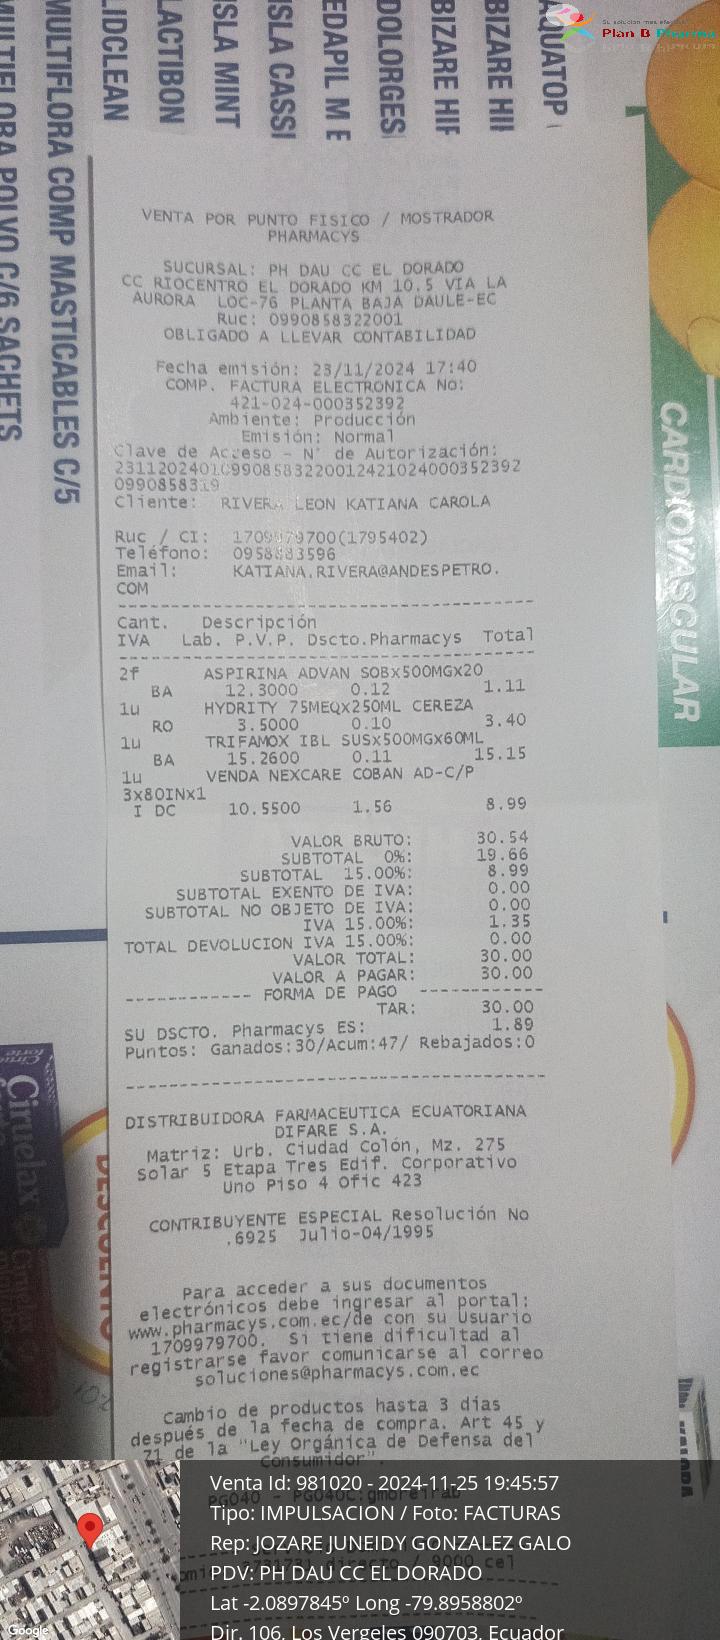 Su solucion mas efectiva
Plan B Pharma
AQUATOP
BIZARE HI
BIZARE HIF
DOLORGES
EDAPIL M E
ISLA CASSI
ISLA MINT
LACTIBON
LIDCLEAN
MULTIFLORA COMP MASTICABLES C/5
MULTIFLORA POLVO C/6 SACHETS
CARDIOVASCULAR
VENTA POR PUNTO FISICO / MOSTRADOR
PHARMACYS
SUCURSAL: PH DAU CC EL DORADO
CC RIOCENTRO EL DORADO KM 10.5 VIA LA
AURORA LOC-76 PLANTA BAJA DAULE-EC
Ruc: 0990858322001
OBLIGADO A LLEVAR CONTABILIDAD
Fecha emisión: 23/11/2024 17:40
COMP. FACTURA ELECTRONICA No:
421-024-000352392
Ambiente: Producción
Emisión: Normal
Clave de Acceso - N° de Autorización:
231120240109908583220012421024000352392
0990858319
Cliente: RIVERA LEON KATIANA CAROLA
Ruc / CI: 1709979700(1795402)
Teléfono: 0958883596
Email: KATIANA.RIVERA@ANDESPETRO.
COM
Cant. Descripción
IVA Lab. P.V.P. Dscto.Pharmacys Total
2f ASPIRINA ADVAN SOBx500MGx20
BA 12.3000 0.12 1.11
1u HYDRITY 75MEQx250ML CEREZA
RO 3.5000 0.10 3.40
1u TRIFAMOX IBL SUSx500MGx60ML
BA 15.2600 0.11 15.15
1u VENDA NEXCARE COBAN AD-C/P
3x80INx1
I DC 10.5500 1.56 8.99
VALOR BRUTO: 30.54
SUBTOTAL 0%: 19.66
SUBTOTAL 15.00%: 8.99
SUBTOTAL EXENTO DE IVA: 0.00
SUBTOTAL NO OBJETO DE IVA: 0.00
IVA 15.00%: 1.35
TOTAL DEVOLUCION IVA 15.00%: 0.00
VALOR TOTAL: 30.00
VALOR A PAGAR: 30.00
------------ FORMA DE PAGO ------------
TAR: 30.00
SU DSCTO. Pharmacys ES: 1.89
Puntos: Ganados:30/Acum:47/ Rebajados:0
DISTRIBUIDORA FARMACEUTICA ECUATORIANA
DIFARE S.A.
Matriz: Urb. Ciudad Colón, Mz. 275
Solar 5 Etapa Tres Edif. Corporativo
Uno Piso 4 Ofic 423
CONTRIBUYENTE ESPECIAL Resolución No
.6925 Julio-04/1995
Para acceder a sus documentos
electrónicos debe ingresar al portal:
www.pharmacys.com.ec/de con su Usuario
1709979700. Si tiene dificultad al
registrarse favor comunicarse al correo
soluciones@pharmacys.com.ec
Cambio de productos hasta 3 días
después de la fecha de compra. Art 45 y
71 de la "Ley Orgánica de Defensa del
Consumidor".
Ciruelax
forte
DESCUENTO
Venta Id: 981020 - 2024-11-25 19:45:57
Tipo: IMPULSACION / Foto: FACTURAS
Rep: JOZARE JUNEIDY GONZALEZ GALO
PDV: PH DAU CC EL DORADO
Lat -2.0897845º Long -79.8958802º
Dir. 106, Los Vergeles 090703, Ecuador
Google